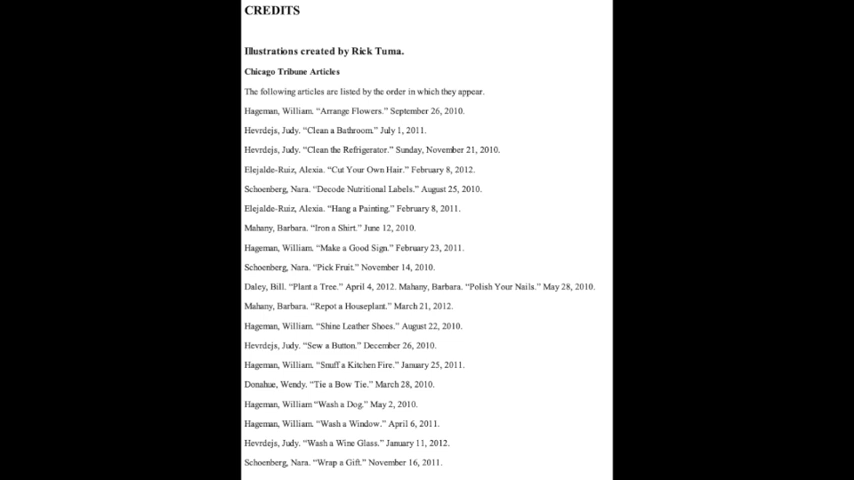 CREDITS
Illustrations created by Rick Tuma.
Chicago Tribune Articles
The following articles are listed by the order in which they appear.
Hageman, William. “Arrange Flowers.” September 26, 2010.
Hevrdejs, Judy. “Clean a Bathroom.” July 1, 2011.
Hevrdejs, Judy. “Clean the Refrigerator.” Sunday, November 21, 2010.
Elejalde-Ruiz, Alexia. “Cut Your Own Hair.” February 8, 2012.
Schoenberg, Nara. “Decode Nutritional Labels.” August 25, 2010.
Elejalde-Ruiz, Alexia. “Hang a Painting.” February 8, 2011.
Mahany, Barbara. “Iron a Shirt.” June 12, 2010.
Hageman, William. “Make a Good Sign.” February 23, 2011.
Schoenberg, Nara. “Pick Fruit.” November 14, 2010.
Daley, Bill. “Plant a Tree.” April 4, 2012. Mahany, Barbara. “Polish Your Nails.” May 28, 2010.
Mahany, Barbara. “Repot a Houseplant.” March 21, 2012.
Hageman, William. “Shine Leather Shoes.” August 22, 2010.
Hevrdejs, Judy. “Sew a Button.” December 26, 2010.
Hageman, William. “Snuff a Kitchen Fire.” January 25, 2011.
Donahue, Wendy. “Tie a Bow Tie.” March 28, 2010.
Hageman, William “Wash a Dog.” May 2, 2010.
Hageman, William. “Wash a Window.” April 6, 2011.
Hevrdejs, Judy. “Wash a Wine Glass.” January 11, 2012.
Schoenberg, Nara. “Wrap a Gift.” November 16, 2011.